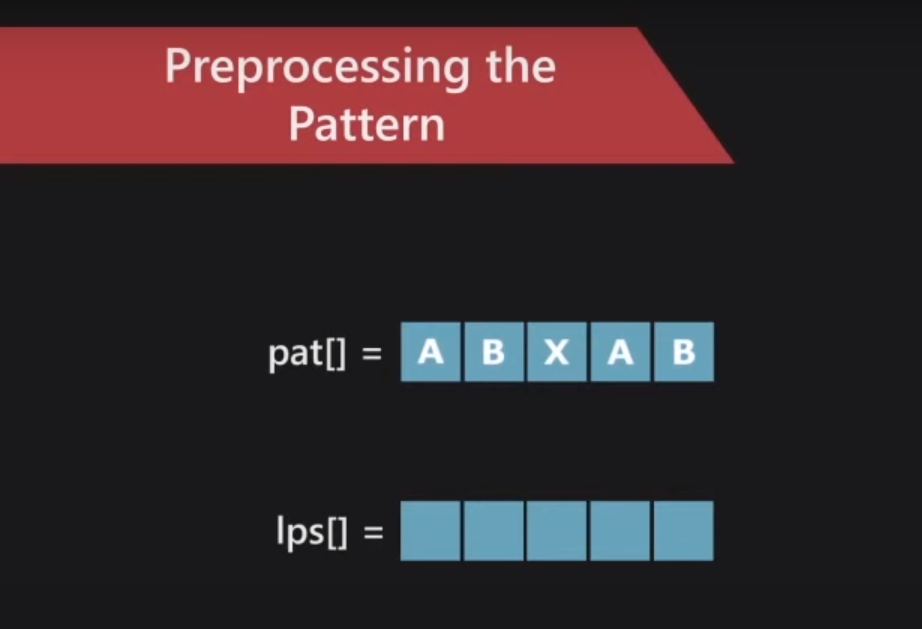 Preprocessing the
Pattern
pat[] = A B X A B
lps[] =